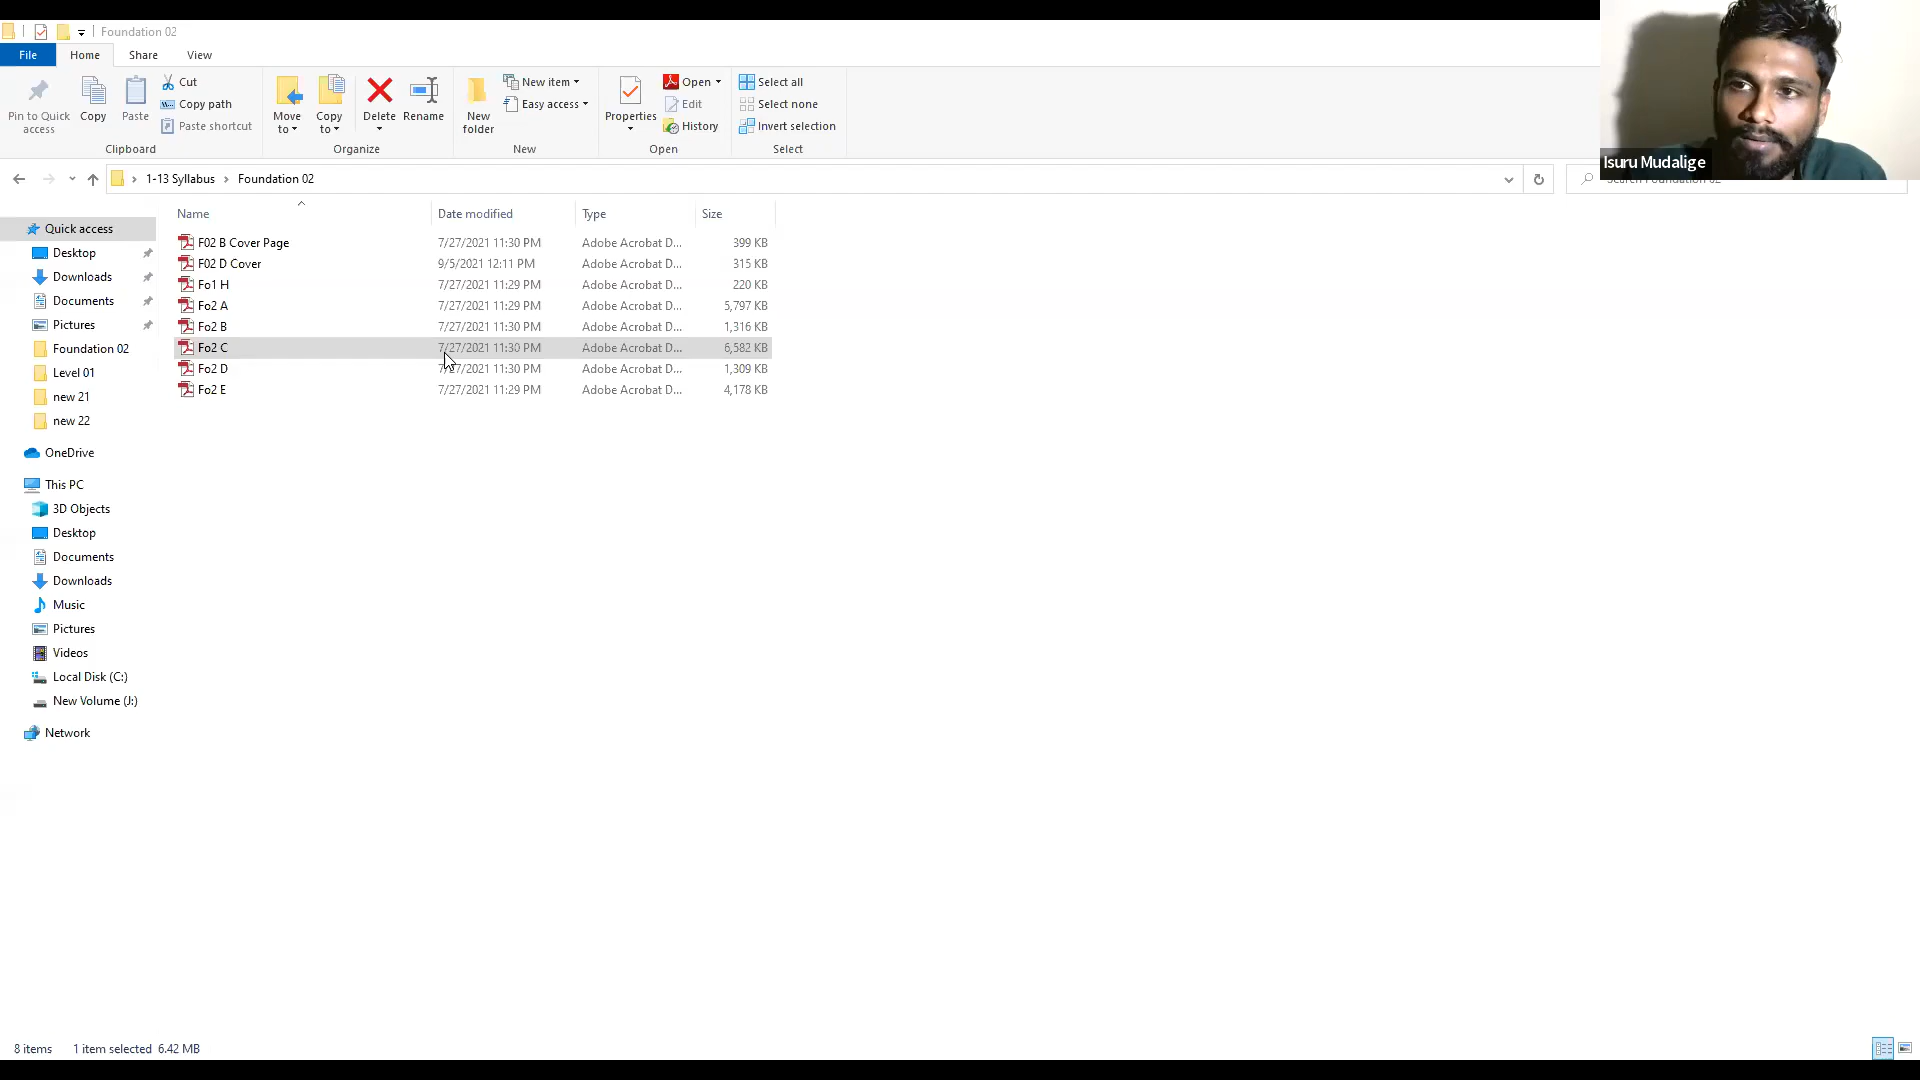 Foundation 02
File Home Share View
Pin to Quick access
Copy
Paste
Cut
Copy path
Paste shortcut
Clipboard
Move to
Copy to
Delete
Rename
Organize
New folder
New item
Easy access
New
Properties
Open
Edit
History
Open
Select all
Select none
Invert selection
Select
Isuru Mudalige
1-13 Syllabus > Foundation 02
Search Foundation 02
Name Date modified Type Size
F02 B Cover Page 7/27/2021 11:30 PM Adobe Acrobat D... 399 KB
F02 D Cover 9/5/2021 12:11 PM Adobe Acrobat D... 315 KB
Fo1 H 7/27/2021 11:29 PM Adobe Acrobat D... 220 KB
Fo2 A 7/27/2021 11:29 PM Adobe Acrobat D... 5,797 KB
Fo2 B 7/27/2021 11:30 PM Adobe Acrobat D... 1,316 KB
Fo2 C 7/27/2021 11:30 PM Adobe Acrobat D... 6,582 KB
Fo2 D 7/27/2021 11:30 PM Adobe Acrobat D... 1,309 KB
Fo2 E 7/27/2021 11:29 PM Adobe Acrobat D... 4,178 KB
Quick access
Desktop
Downloads
Documents
Pictures
Foundation 02
Level 01
new 21
new 22
OneDrive
This PC
3D Objects
Desktop
Documents
Downloads
Music
Pictures
Videos
Local Disk (C:)
New Volume (J:)
Network
8 items 1 item selected 6.42 MB